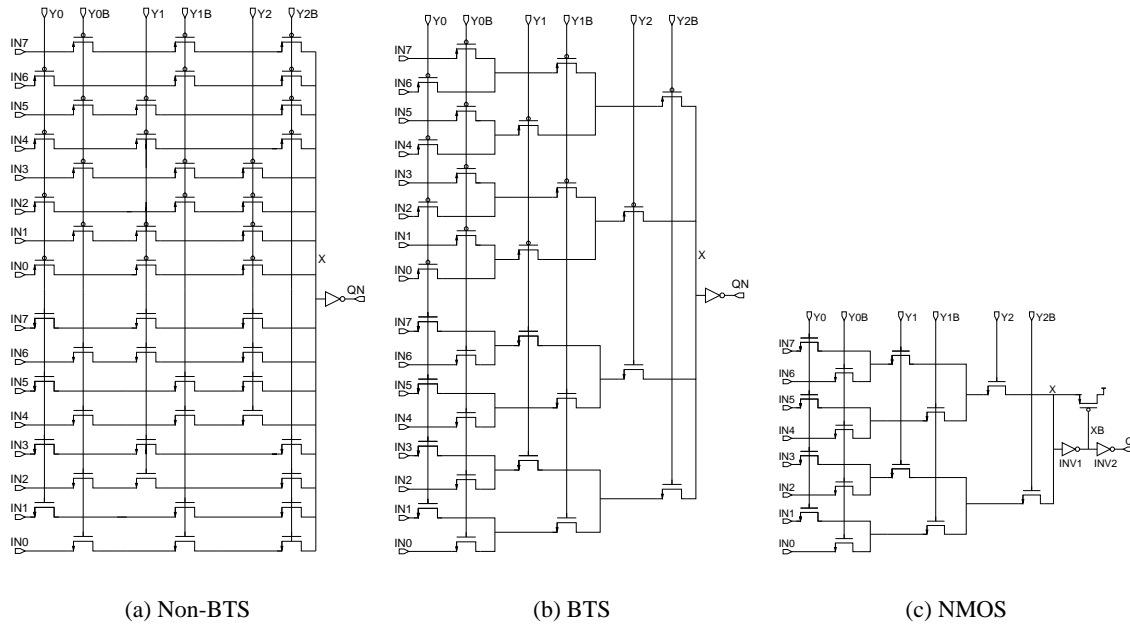 Y0 Y0B Y1 Y1B Y2 Y2B
IN7
IN6
IN5
IN4
IN3
IN2
IN1
IN0
X
QN
IN7
IN6
IN5
IN4
IN3
IN2
IN1
IN0
(a) Non-BTS
Y0 Y0B Y1 Y1B Y2 Y2B
IN7
IN6
IN5
IN4
IN3
IN2
IN1
IN0
X
QN
IN7
IN6
IN5
IN4
IN3
IN2
IN1
IN0
(b) BTS
Y0 Y0B Y1 Y1B Y2 Y2B
IN7
IN6
IN5
IN4
IN3
IN2
IN1
IN0
X
XB
Q
INV1 INV2
(c) NMOS